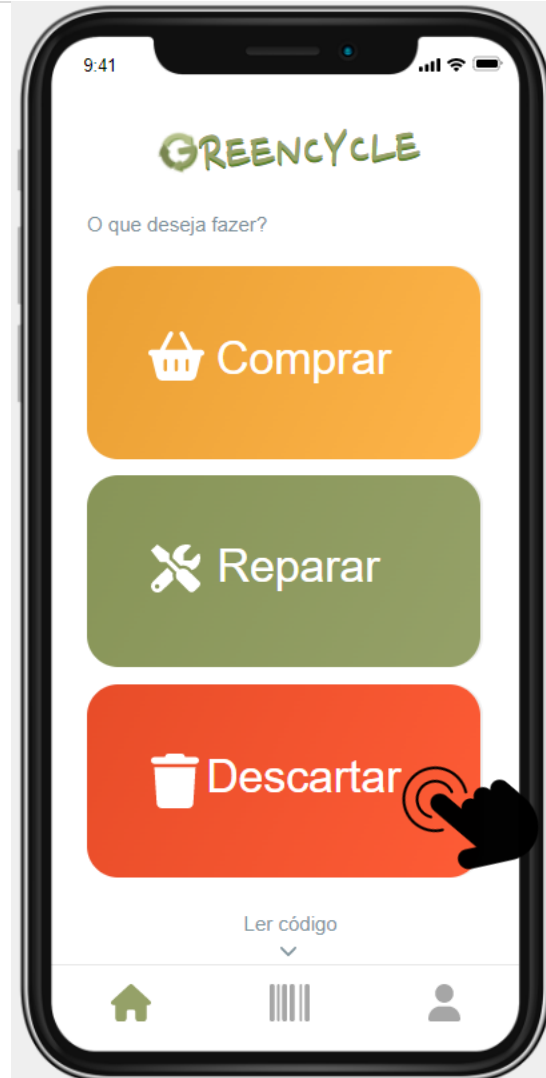 9:41
GREENCYCLE
O que deseja fazer?
Comprar
Reparar
Descartar
Ler código